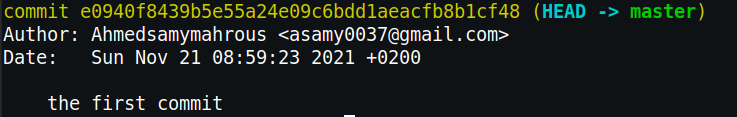 commit e0940f8439b5e55a24e09c6bdd1aeacfb8b1cf48 (HEAD -> master)
Author: Ahmedsamymahrous <asamy0037@gmail.com>
Date:   Sun Nov 21 08:59:23 2021 +0200
    the first commit